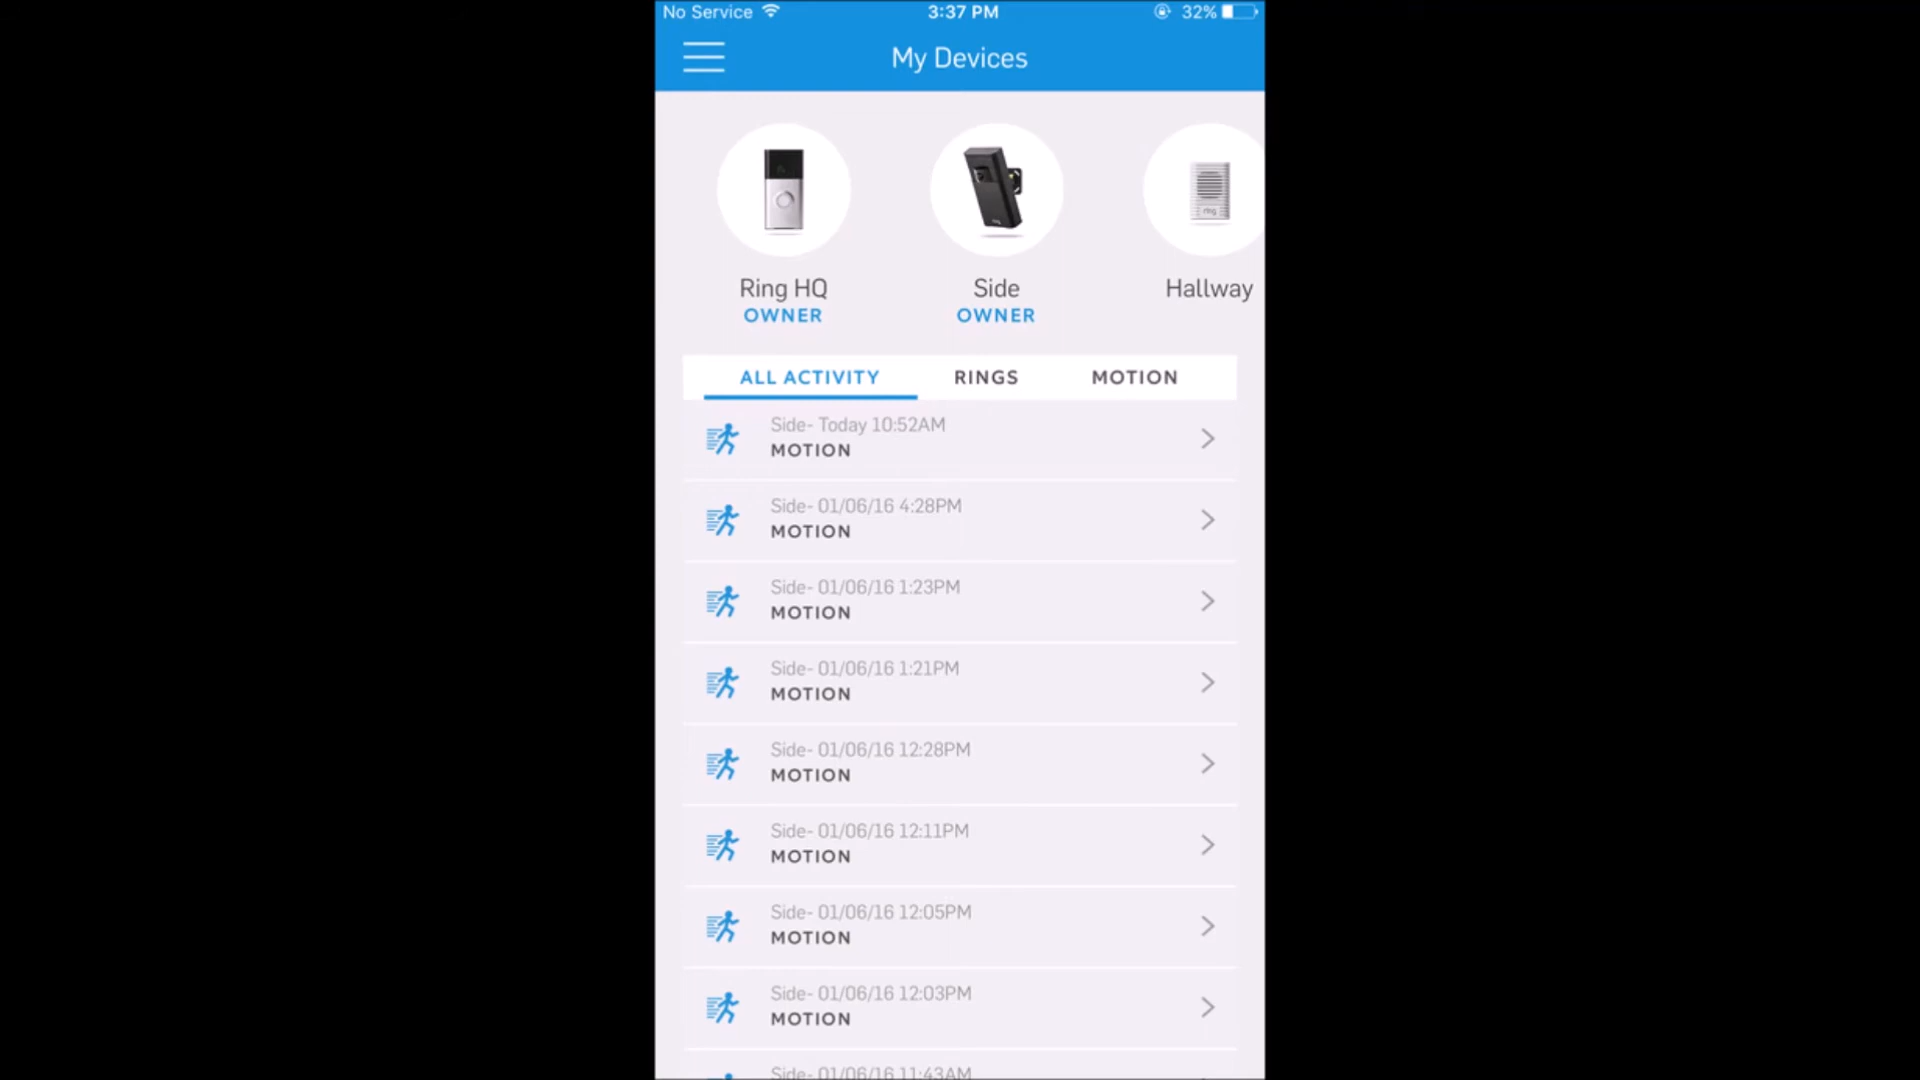 No Service 3:37 PM 32%
My Devices
ring
Ring HQ Side Hallway
OWNER OWNER
ALL ACTIVITY RINGS MOTION
Side- Today 10:52AM
MOTION
Side- 01/06/16 4:28PM
MOTION
Side- 01/06/16 1:23PM
MOTION
Side- 01/06/16 1:21PM
MOTION
Side- 01/06/16 12:28PM
MOTION
Side- 01/06/16 12:11PM
MOTION
Side- 01/06/16 12:05PM
MOTION
Side- 01/06/16 12:03PM
MOTION
Side- 01/06/16 11:43AM